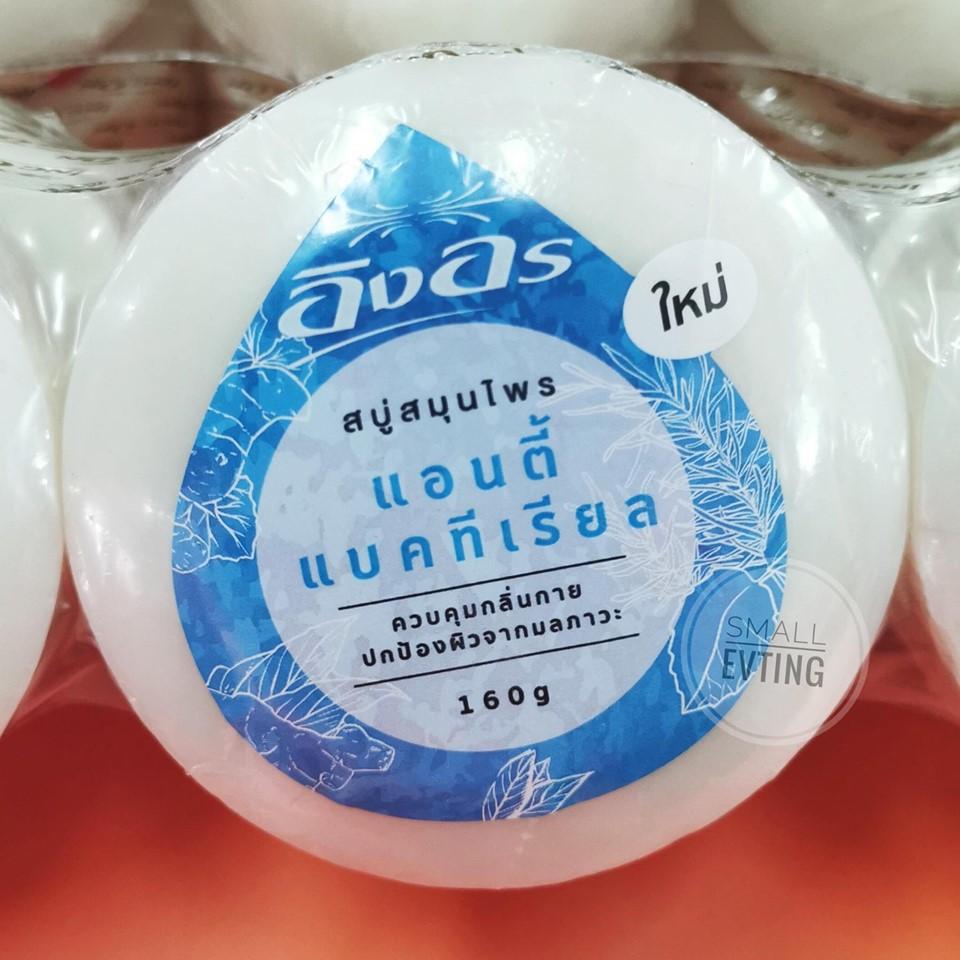 อิงอร
ใหม่
สบู่สมุนไพร
แอนตี้
แบคทีเรียล
ควบคุมกลิ่นกาย
ปกป้องผิวจากมลภาวะ
160g
SMALL
EVTING